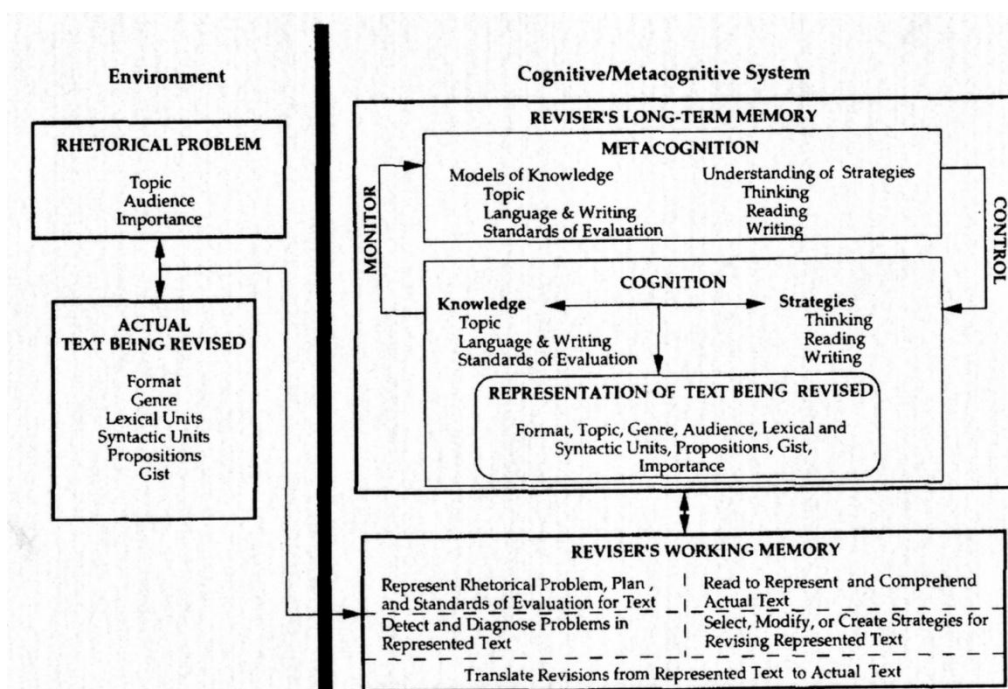 Environment
RHETORICAL PROBLEM
Topic
Audience
Importance
ACTUAL
TEXT BEING REVISED
Format
Genre
Lexical Units
Syntactic Units
Propositions
Gist
Cognitive/Metacognitive System
REVISER'S LONG-TERM MEMORY
METACOGNITION
Models of Knowledge
Topic
Language & Writing
Standards of Evaluation
Understanding of Strategies
Thinking
Reading
Writing
MONITOR
CONTROL
COGNITION
Knowledge
Topic
Language & Writing
Standards of Evaluation
Strategies
Thinking
Reading
Writing
REPRESENTATION OF TEXT BEING REVISED
Format, Topic, Genre, Audience, Lexical and
Syntactic Units, Propositions, Gist,
Importance
REVISER'S WORKING MEMORY
Represent Rhetorical Problem, Plan,
and Standards of Evaluation for Text
Read to Represent and Comprehend
Actual Text
Detect and Diagnose Problems in
Represented Text
Select, Modify, or Create Strategies for
Revising Represented Text
Translate Revisions from Represented Text to Actual Text